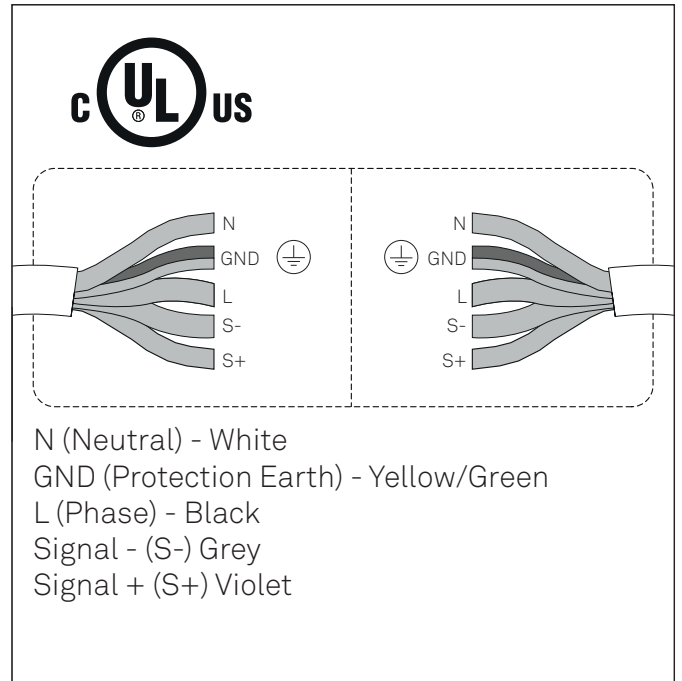 C UL ® US
N N
GND GND
L L
S- S-
S+ S+
N (Neutral) - White
GND (Protection Earth) - Yellow/Green
L (Phase) - Black
Signal - (S-) Grey
Signal + (S+) Violet